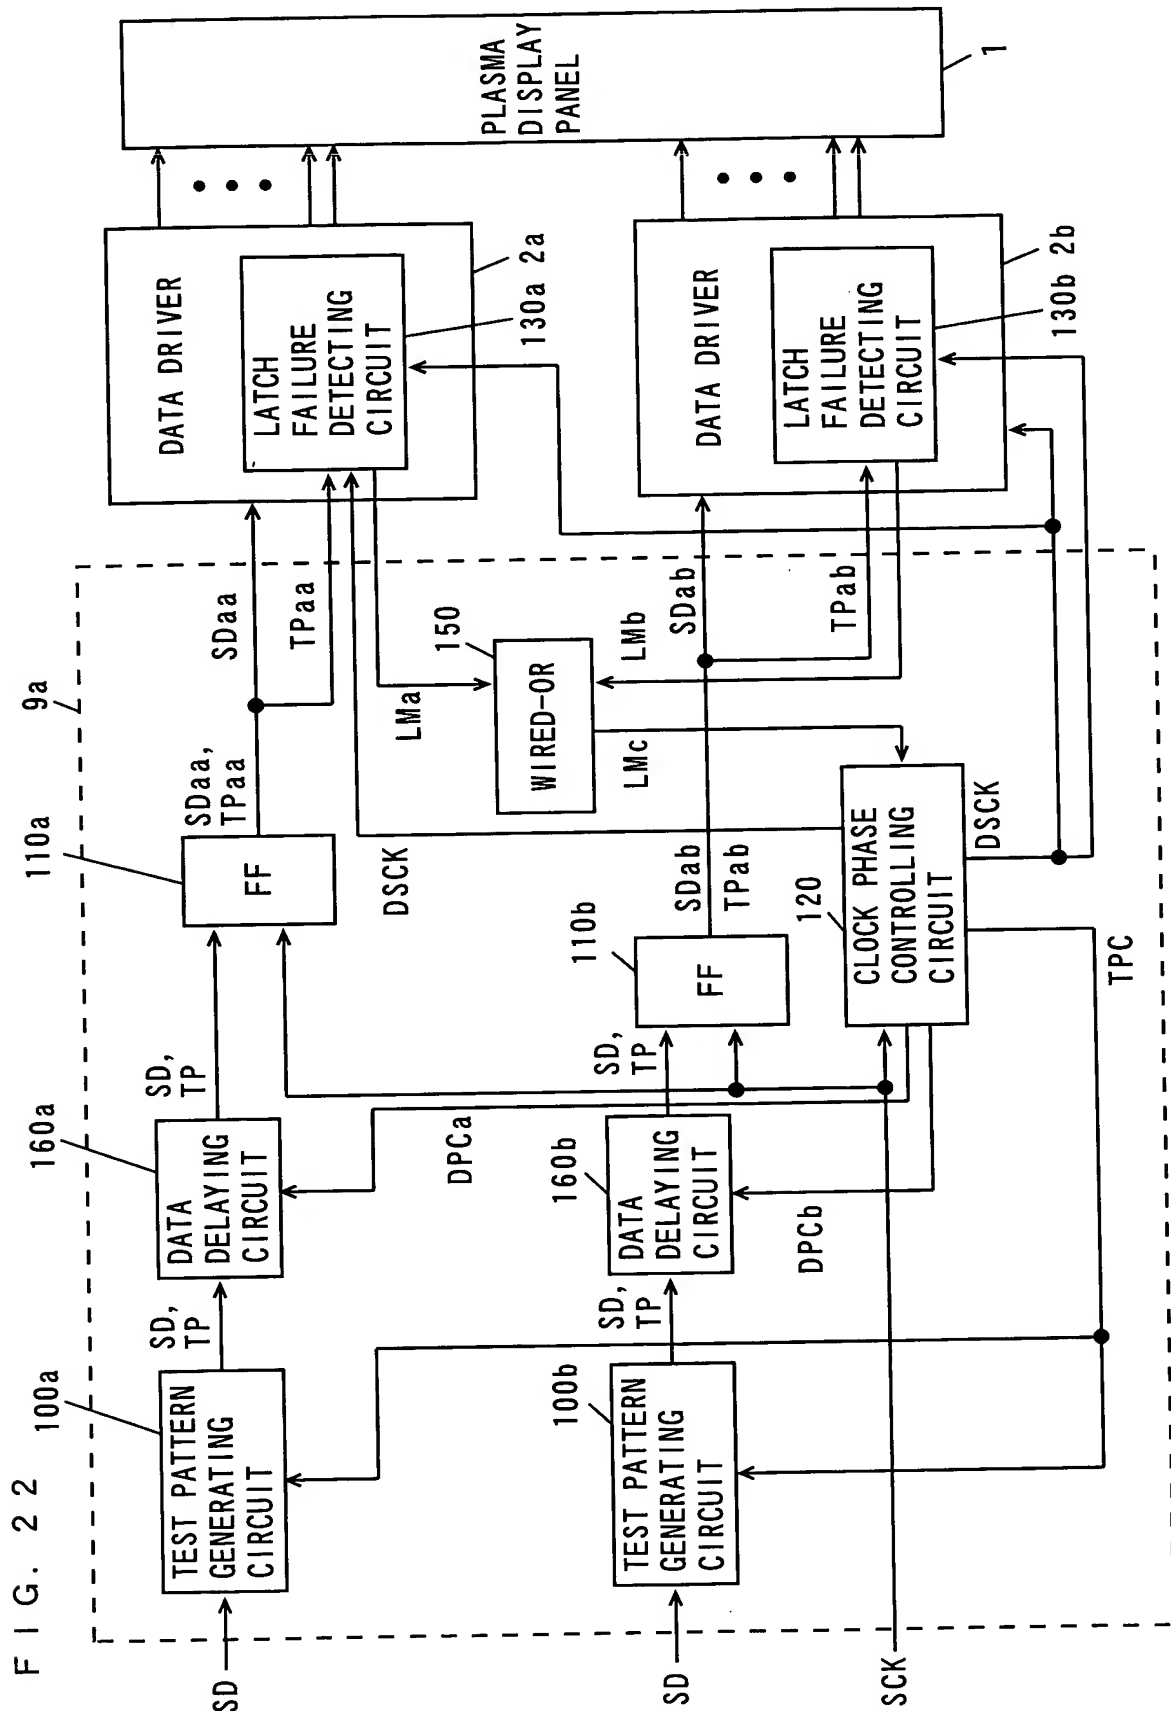 FIG. 22
9a
SD
TEST PATTERN
GENERATING
CIRCUIT
100a
SD,
TP
DATA
DELAYING
CIRCUIT
160a
SD,
TP
FF
110a
SDaa,
TPaa
SDaa
TPaa
DATA DRIVER
LATCH
FAILURE
DETECTING
CIRCUIT
130a
2a
PLASMA
DISPLAY
PANEL
1
DPCa
DSCK
LMa
150
WIRED-OR
LMb
LMc
SD
TEST PATTERN
GENERATING
CIRCUIT
100b
SD,
TP
DATA
DELAYING
CIRCUIT
160b
SD,
TP
FF
110b
SDab
TPab
SDab
TPab
DATA DRIVER
LATCH
FAILURE
DETECTING
CIRCUIT
130b
2b
DPCb
SCK
120
CLOCK PHASE
CONTROLLING
CIRCUIT
DSCK
TPC